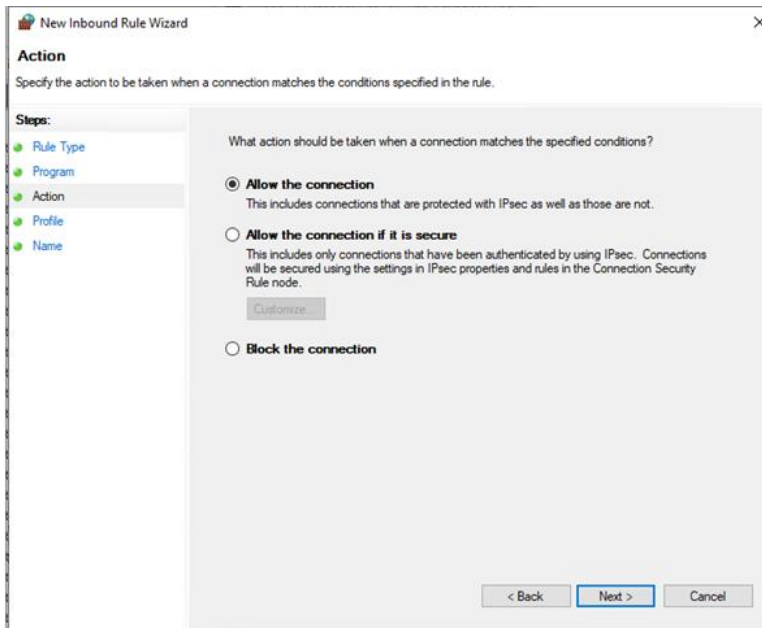 New Inbound Rule Wizard
Action
Specify the action to be taken when a connection matches the conditions specified in the rule.
Steps:
Rule Type
Program
Action
Profile
Name
What action should be taken when a connection matches the specified conditions?
Allow the connection
This includes connections that are protected with IPsec as well as those are not.
Allow the connection if it is secure
This includes only connections that have been authenticated by using IPsec. Connections
will be secured using the settings in IPsec properties and rules in the Connection Security
Rule node.
Customize...
Block the connection
< Back
Next >
Cancel